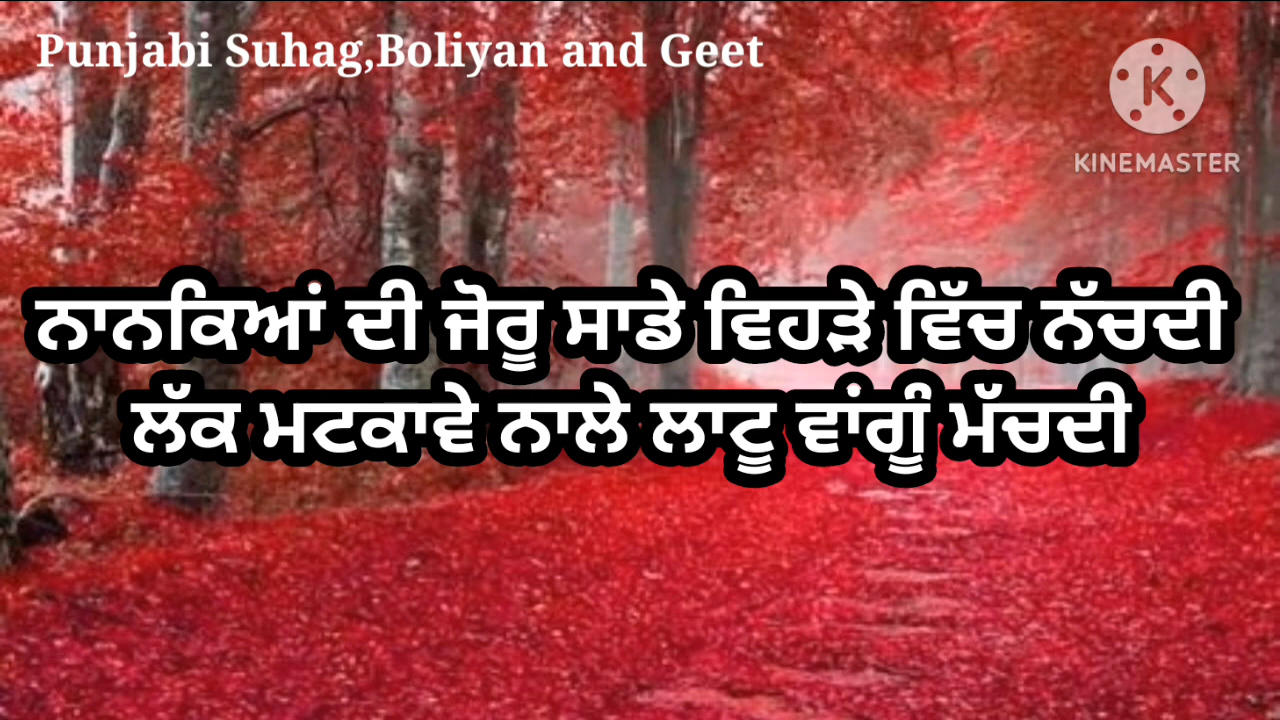 Punjabi Suhag,Boliyan and Geet
K
KINEMASTER
ਨਾਨਕਿਆਂ ਦੀ ਜੋਰੂ ਸਾਡੇ ਵਿਹੜੇ ਵਿੱਚ ਨੱਚਦੀ
ਲੱਕ ਮਟਕਾਵੇ ਨਾਲੇ ਲਾਟੂ ਵਾਂਗੂੰ ਮੱਚਦੀ